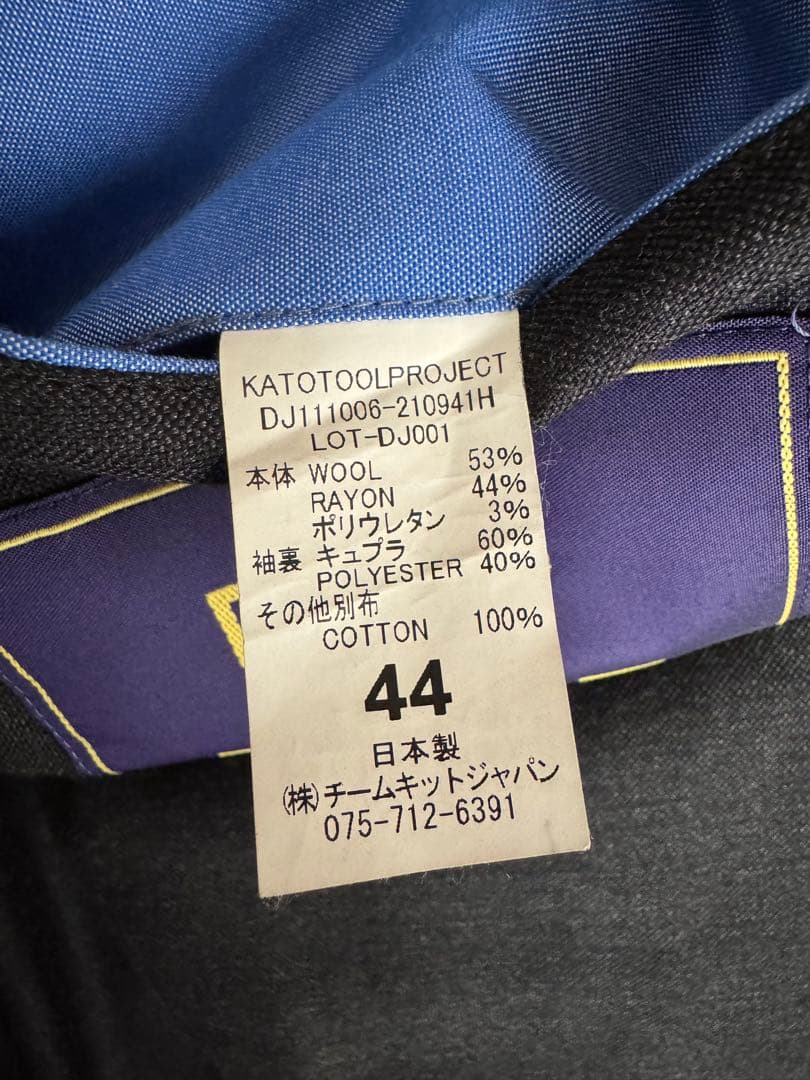 KATOTOOLPROJECT
DJ111006-210941H
LOT-DJ001
本体 WOOL 53%
RAYON 44%
ポリウレタン 3%
袖裏 キュプラ 60%
POLYESTER 40%
その他別布
COTTON 100%
44
日本製
(株)チームキットジャパン
075-712-6391